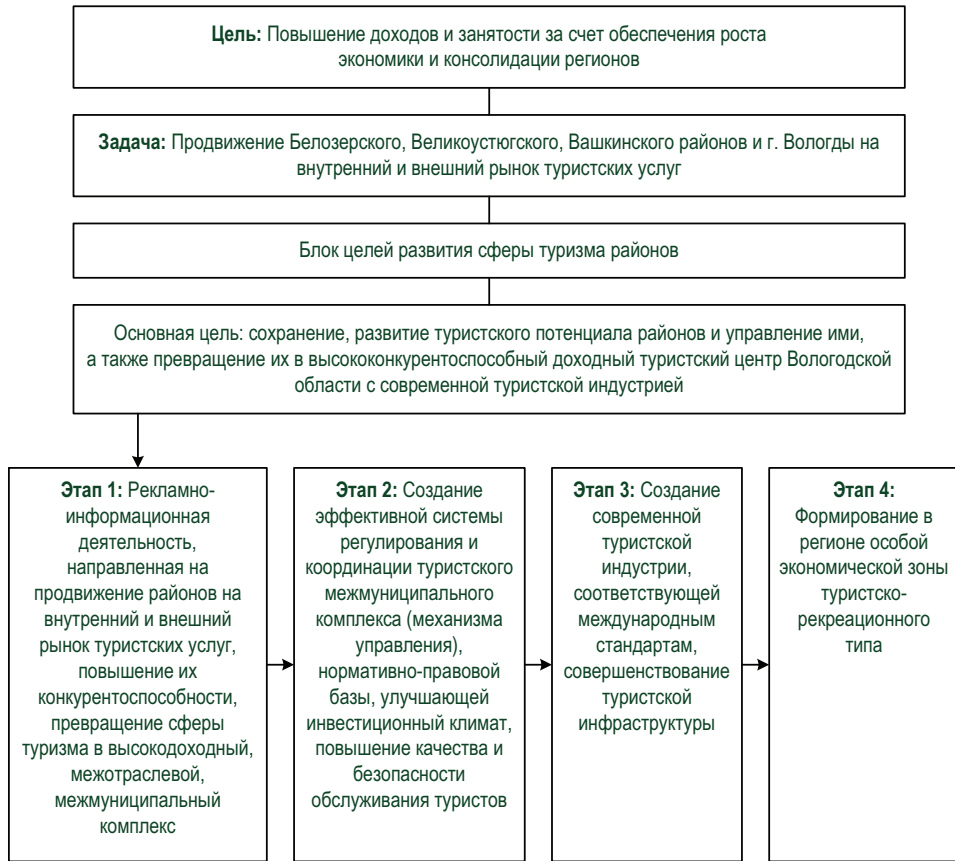 Цель: Повышение доходов и занятости за счет обеспечения роста
экономики и консолидации регионов
Задача: Продвижение Белозерского, Великоустюгского, Вашкинского районов и г. Вологды на
внутренний и внешний рынок туристских услуг
Блок целей развития сферы туризма районов
Основная цель: сохранение, развитие туристского потенциала районов и управление ими,
а также превращение их в высококонкурентоспособный доходный туристский центр Вологодской
области с современной туристской индустрией
Этап 1: Рекламно-
информационная
деятельность,
направленная на
продвижение районов на
внутренний и внешний
рынок туристских услуг,
повышение их
конкурентоспособности,
превращение сферы
туризма в высокодоходный,
межотраслевой,
межмуниципальный
комплекс
Этап 2: Создание
эффективной системы
регулирования и
координации туристского
межмуниципального
комплекса (механизма
управления),
нормативно-правовой
базы, улучшающей
инвестиционный климат,
повышение качества и
безопасности
обслуживания туристов
Этап 3: Создание
современной
туристской
индустрии,
соответствующей
международным
стандартам,
совершенствование
туристской
инфраструктуры
Этап 4:
Формирование в
регионе особой
экономической зоны
туристско-
рекреационного
типа